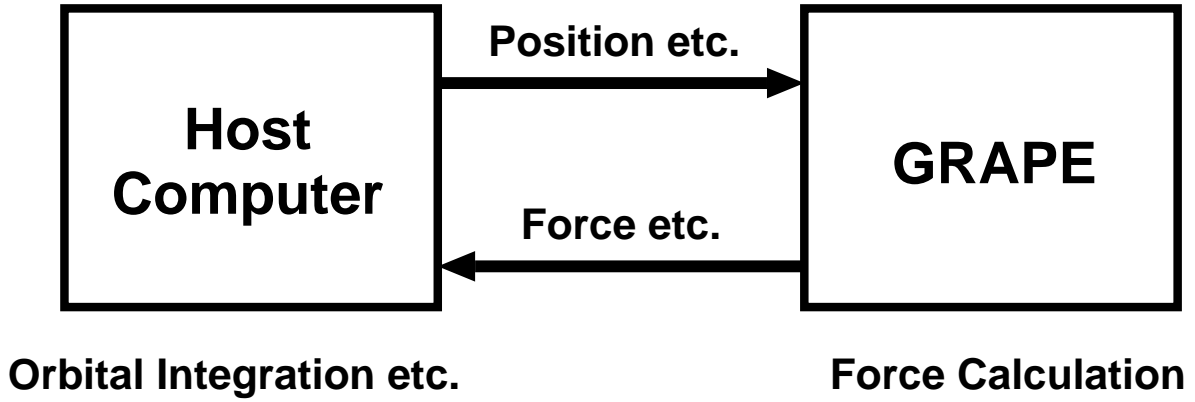 Position etc.
Host
Computer
GRAPE
Force etc.
Orbital Integration etc.
Force Calculation